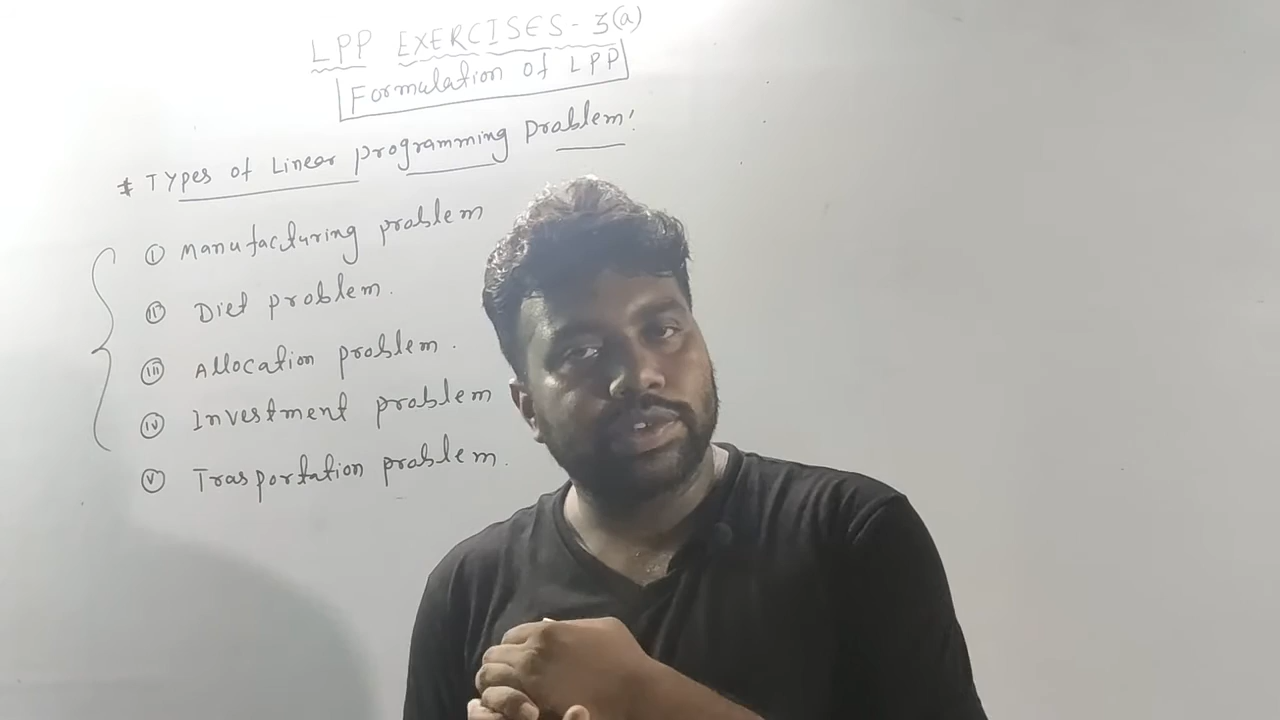 LPP EXERCISES - 3(a)
Formulation of LPP
* Types of Linear programming problem:
(i) Manufacturing problem
(ii) Diet problem.
(iii) Allocation problem.
(iv) Investment problem
(v) Trasportation problem.